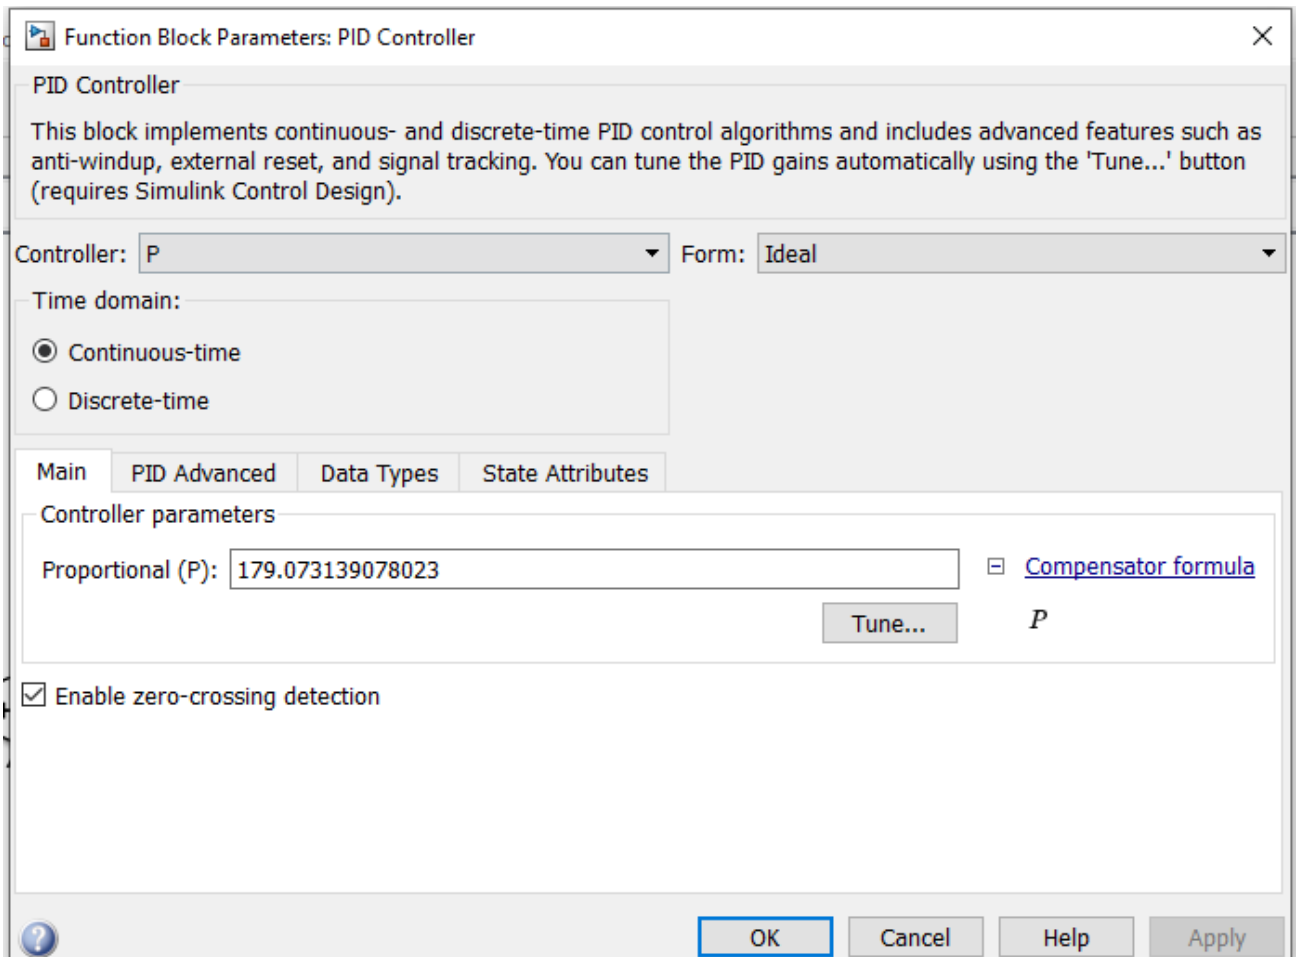 Function Block Parameters: PID Controller
PID Controller
This block implements continuous- and discrete-time PID control algorithms and includes advanced features such as
anti-windup, external reset, and signal tracking. You can tune the PID gains automatically using the 'Tune...' button
(requires Simulink Control Design).
Controller: P Form: Ideal
Time domain:
Continuous-time
Discrete-time
Main PID Advanced Data Types State Attributes
Controller parameters
Proportional (P): 179.073139078023 Compensator formula
Tune... P
Enable zero-crossing detection
OK Cancel Help Apply